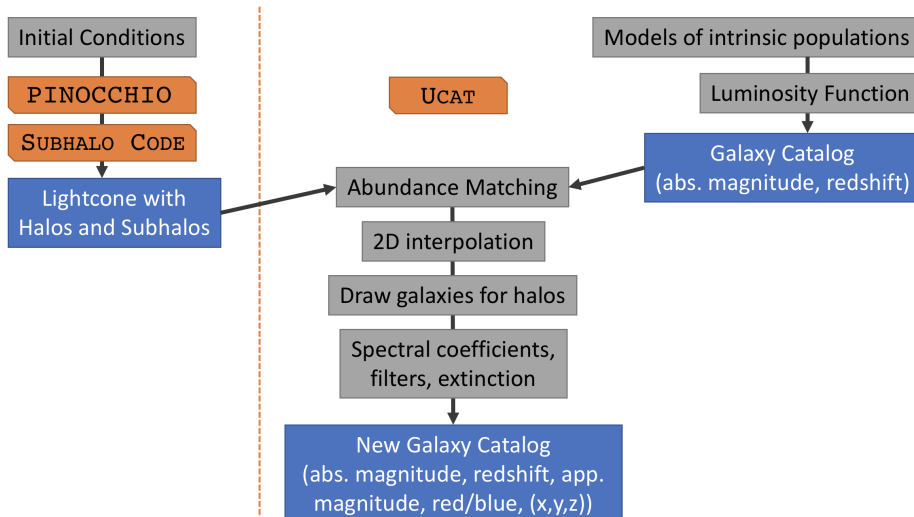 Initial Conditions
PINOCCHIO
SUBHALO CODE
Lightcone with
Halos and Subhalos
UCAT
Models of intrinsic populations
Luminosity Function
Galaxy Catalog
(abs. magnitude, redshift)
Abundance Matching
2D interpolation
Draw galaxies for halos
Spectral coefficients,
filters, extinction
New Galaxy Catalog
(abs. magnitude, redshift, app.
magnitude, red/blue, (x,y,z))